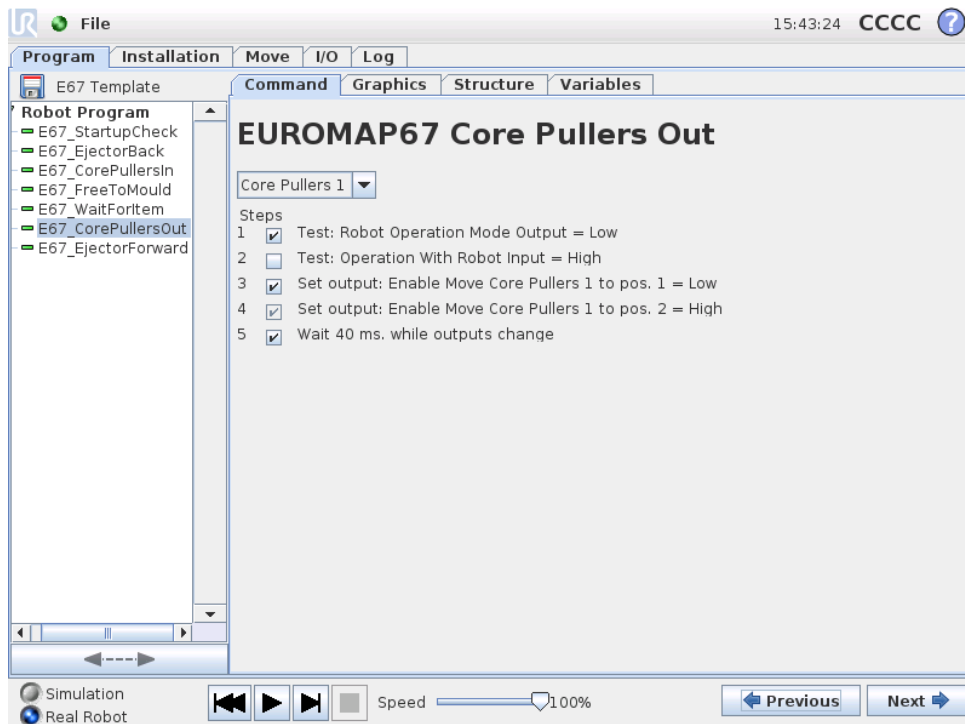 UR File 15:43:24 CCCC ?
Program Installation Move I/O Log
E67 Template
Command Graphics Structure Variables
Robot Program
E67_StartupCheck
E67_EjectorBack
E67_CorePullersIn
E67_FreeToMould
E67_WaitForItem
E67_CorePullersOut
E67_EjectorForward
EUROMAP67 Core Pullers Out
Core Pullers 1
Steps
1 Test: Robot Operation Mode Output = Low
2 Test: Operation With Robot Input = High
3 Set output: Enable Move Core Pullers 1 to pos. 1 = Low
4 Set output: Enable Move Core Pullers 1 to pos. 2 = High
5 Wait 40 ms. while outputs change
Simulation
Real Robot
Speed 100%
Previous Next